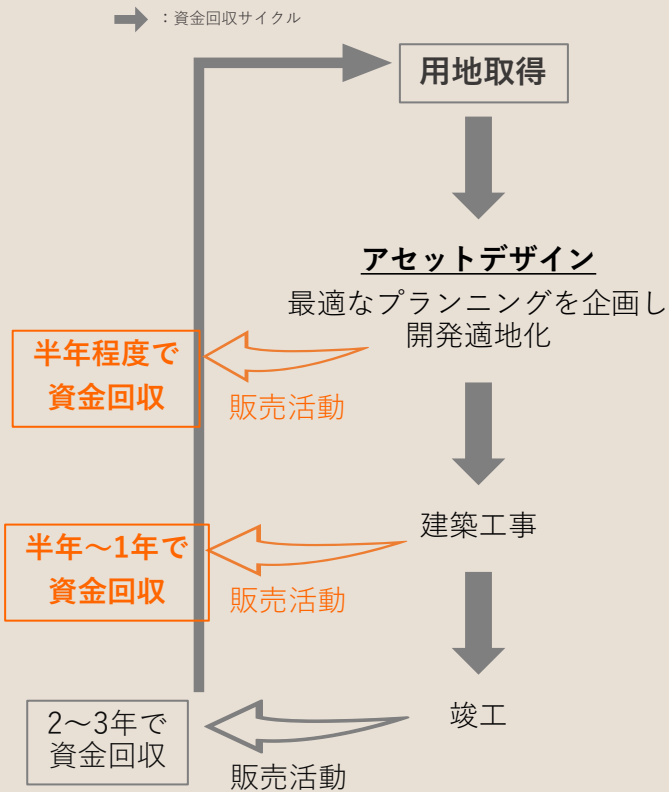 ：資金回収サイクル
用地取得
アセットデザイン
最適なプランニングを企画し
開発適地化
半年程度で
資金回収
販売活動
建築工事
半年～1年で
資金回収
販売活動
竣工
2～3年で
資金回収
販売活動